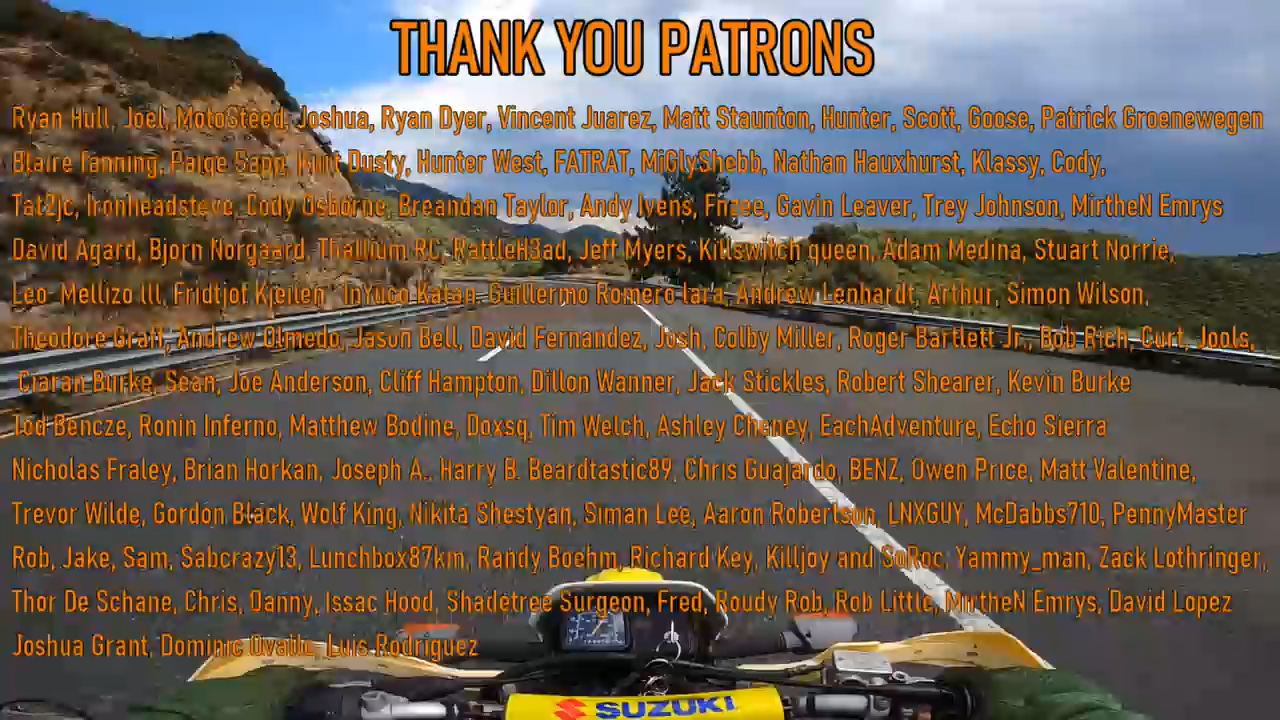 THANK YOU PATRONS
Ryan Hull, Joel, MotoSteed, Joshua, Ryan Dyer, Vincent Juarez, Matt Staunton, Hunter, Scott, Goose, Patrick Groenewegen
Blaire Fanning, Paige Sapp, Kurt Dusty, Hunter West, FATRAT, MiGlyShebb, Nathan Hauxhurst, Klassy, Cody,
Tat2jc, Ironheadsteve, Cody Osborne, Breandan Taylor, Andy Ivens, Gavin Leaver, Trey Johnson, MirtheN Emrys
David Agard, Bjorn Norgaard, Thallium RC, RattleH3ad, Jeff Myers, Killswitch queen, Adam Medina, Stuart Norrie,
Leo Mellizo III, Fridtjof Kjeilen, InYuco Katan, Guillermo Romero lara, Andrew Lenhardt, Arthur, Simon Wilson,
Theodore Graff, Andrew Olmedo, Jason Bell, David Fernandez, Josh, Colby Miller, Roger Bartlett Jr., Bob Rich, Curt, Jools,
Ciaran Burke, Sean, Joe Anderson, Cliff Hampton, Dillon Wanner, Jack Stickles, Robert Shearer, Kevin Burke
Tod Bencze, Ronin Inferno, Matthew Bodine, Doxsq, Tim Welch, Ashley Cheney, EachAdventure, Echo Sierra
Nicholas Fraley, Brian Horkan, Joseph A.. Harry B. Beardtastic89, Chris Guajardo, BENZ, Owen Price, Matt Valentine,
Trevor Wilde, Gordon Black, Wolf King, Nikita Shestyan, Siman Lee, Aaron Robertson, LNXGUY, McDabbs710, PennyMaster
Rob, Jake, Sam, Sabcrazy13, Lunchbox87km, Randy Boehm, Richard Key, Killjoy and SoRoc, Yammy_man, Zack Lothringer,
Thor De Schane, Chris, Danny, Issac Hood, Shadetree Surgeon, Fred, Roudy Rob, Rob Little, MirtheN Emrys, David Lopez
Joshua Grant, Dominic Ovalle, Luis Rodriguez
SUZUKI